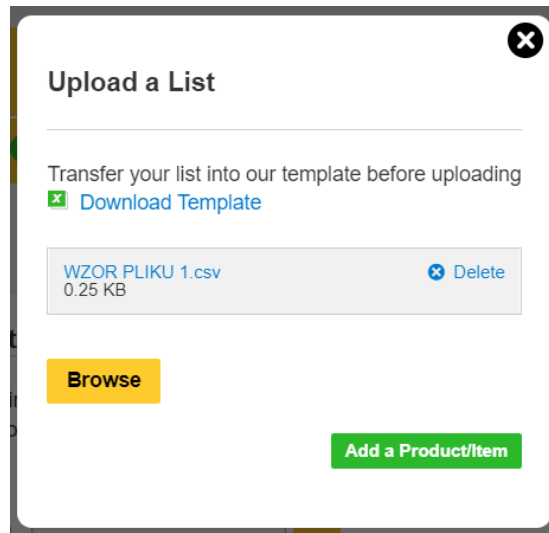 Upload a List
Transfer your list into our template before uploading
Download Template
WZOR PLIKU 1.csv
Delete
0.25 KB
Browse
Add a Product/Item